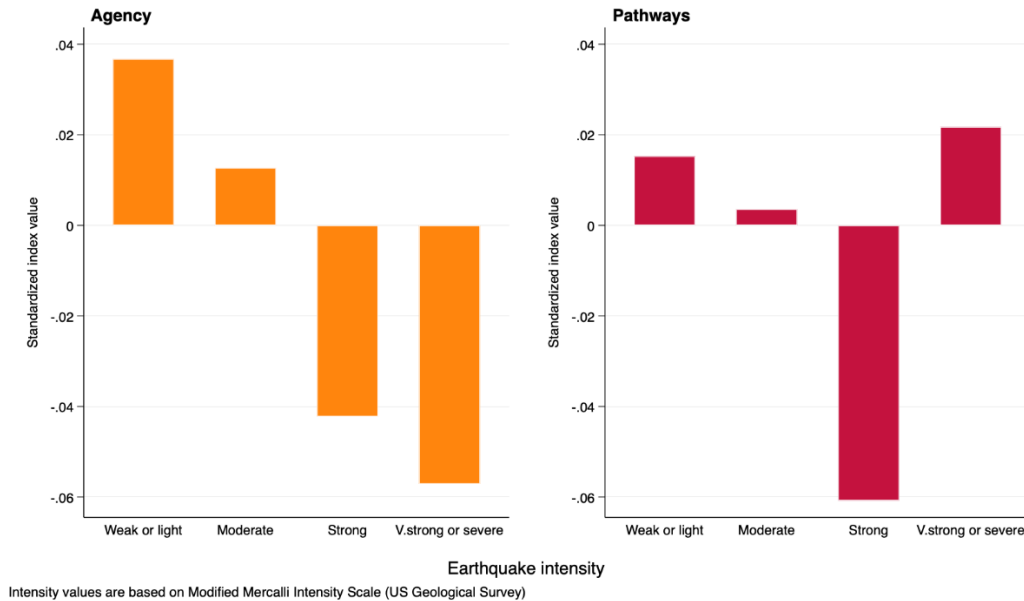 Agency
Standardized index value
.04
.02
0
-.02
-.04
-.06
Weak or light Moderate Strong V.strong or severe
Pathways
Standardized index value
.04
.02
0
-.02
-.04
-.06
Weak or light Moderate Strong V.strong or severe
Earthquake intensity
Intensity values are based on Modified Mercalli Intensity Scale (US Geological Survey)